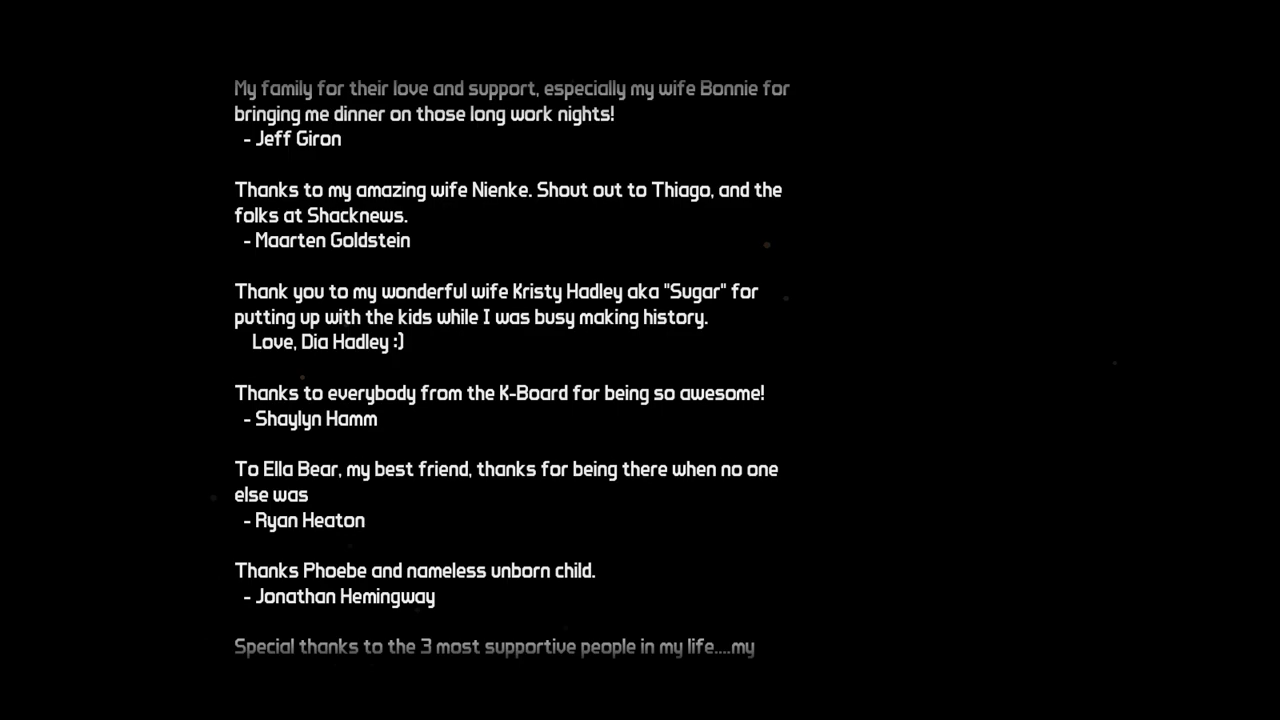 My family for their love and support, especially my wife Bonnie for
bringing me dinner on those long work nights!
- Jeff Giron
Thanks to my amazing wife Nienke. Shout out to Thiago, and the
folks at Shacknews.
- Maarten Goldstein
Thank you to my wonderful wife Kristy Hadley aka "Sugar" for
putting up with the kids while I was busy making history.
Love, Dia Hadley :)
Thanks to everybody from the K-Board for being so awesome!
- Shaylyn Hamm
To Ella Bear, my best friend, thanks for being there when no one
else was
- Ryan Heaton
Thanks Phoebe and nameless unborn child.
- Jonathan Hemingway
Special thanks to the 3 most supportive people in my life....my